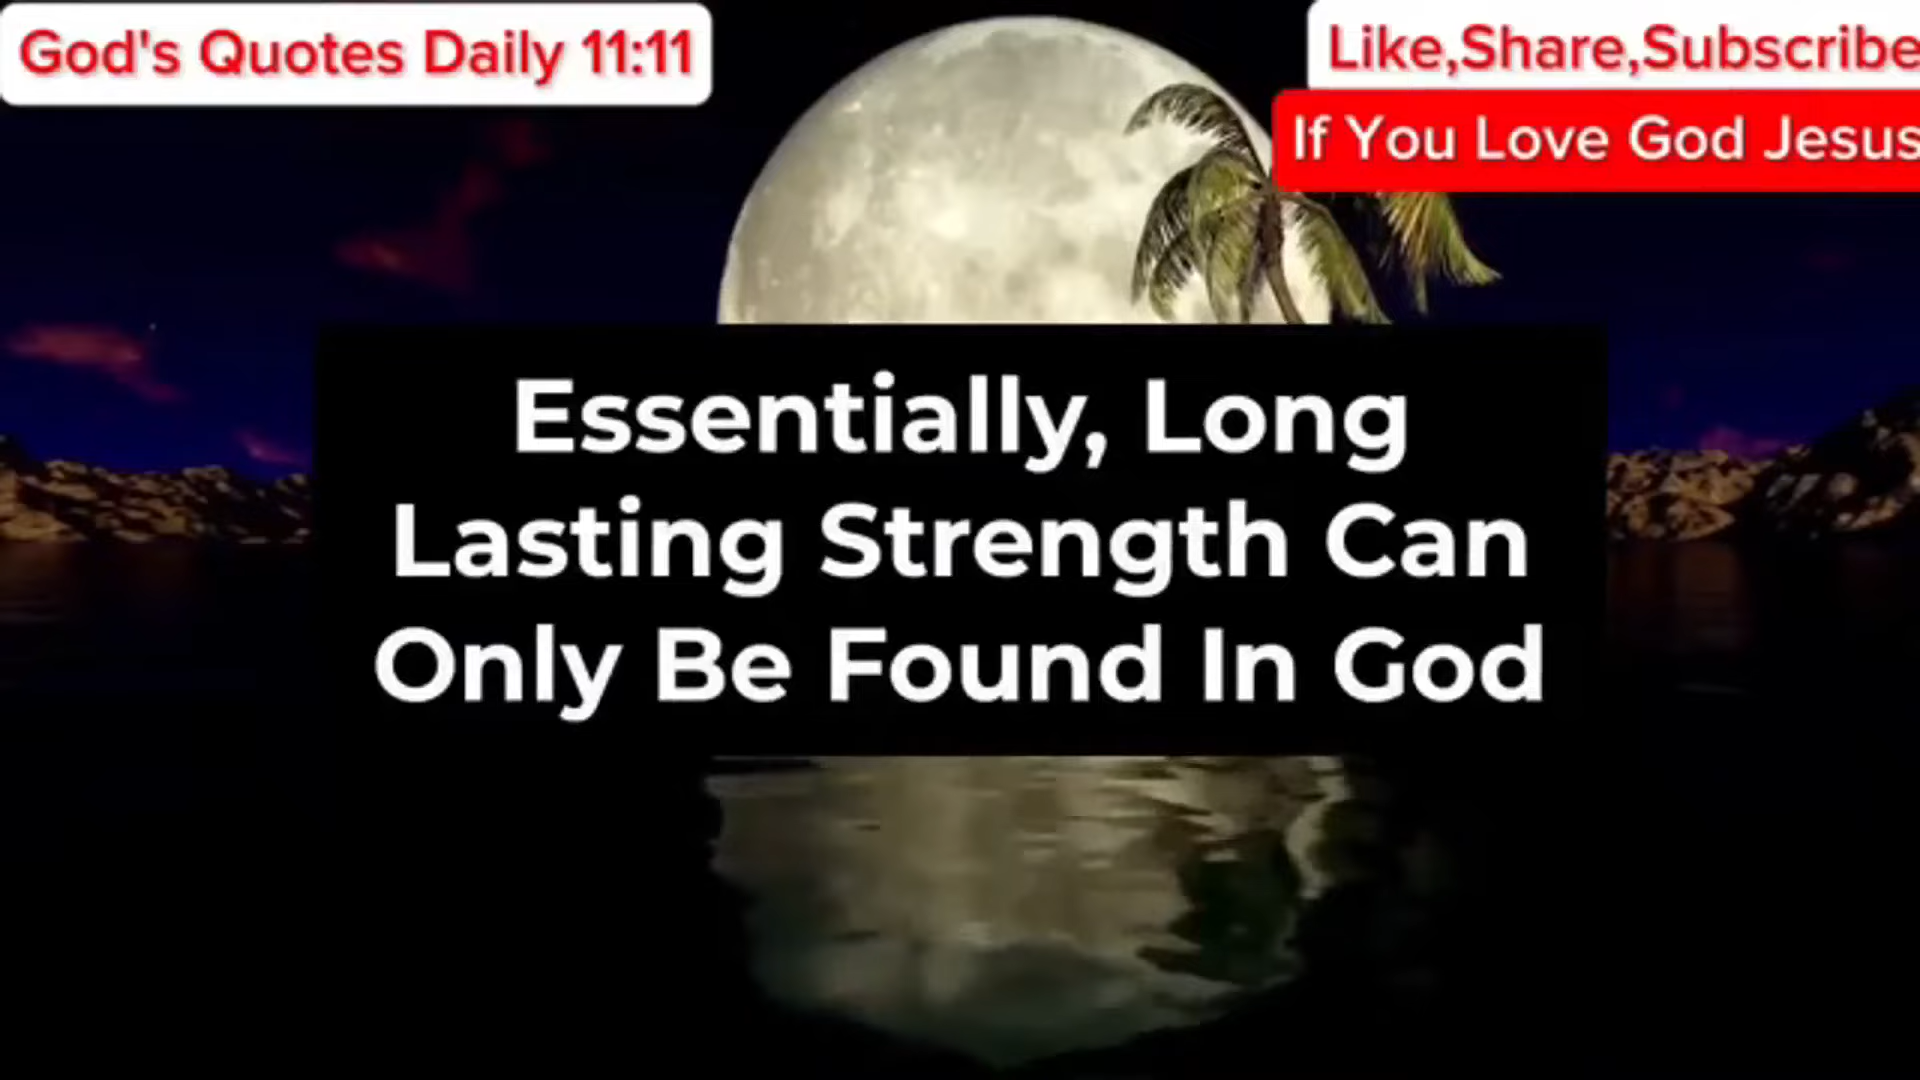 God's Quotes Daily 11:11
Like,Share,Subscribe
If You Love God Jesus
Essentially, Long
Lasting Strength Can
Only Be Found In God